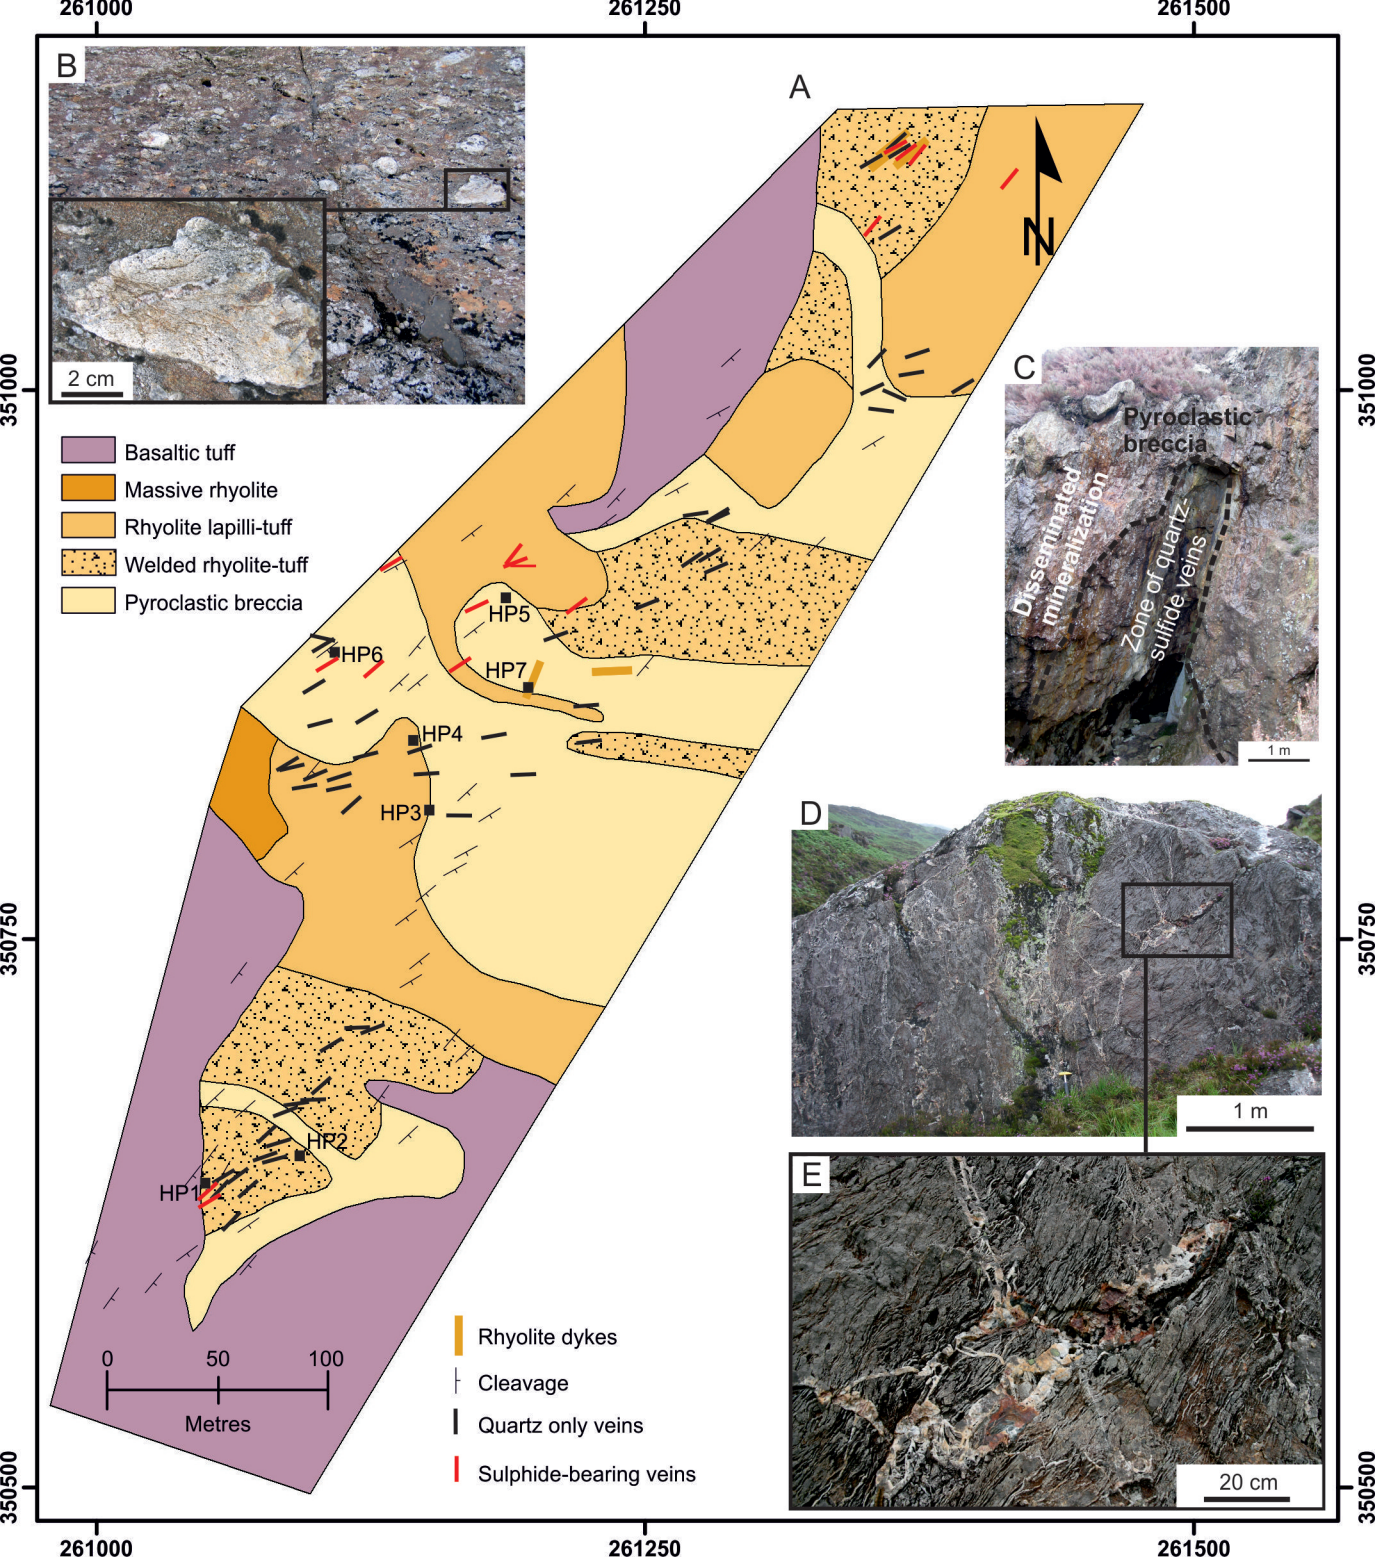 261000
261250
261500
B
A
N
2 cm
351000
351000
C
Pyroclastic
breccia
Disseminated
mineralization
Zone of quartz-
sulfide veins
1 m
Basaltic tuff
Massive rhyolite
Rhyolite lapilli-tuff
Welded rhyolite-tuff
Pyroclastic breccia
HP5
HP6
HP7
HP4
HP3
D
1 m
350750
350750
HP2
HP1
E
20 cm
0 50 100
Metres
Rhyolite dykes
Cleavage
Quartz only veins
Sulphide-bearing veins
350500
350500
261000
261250
261500